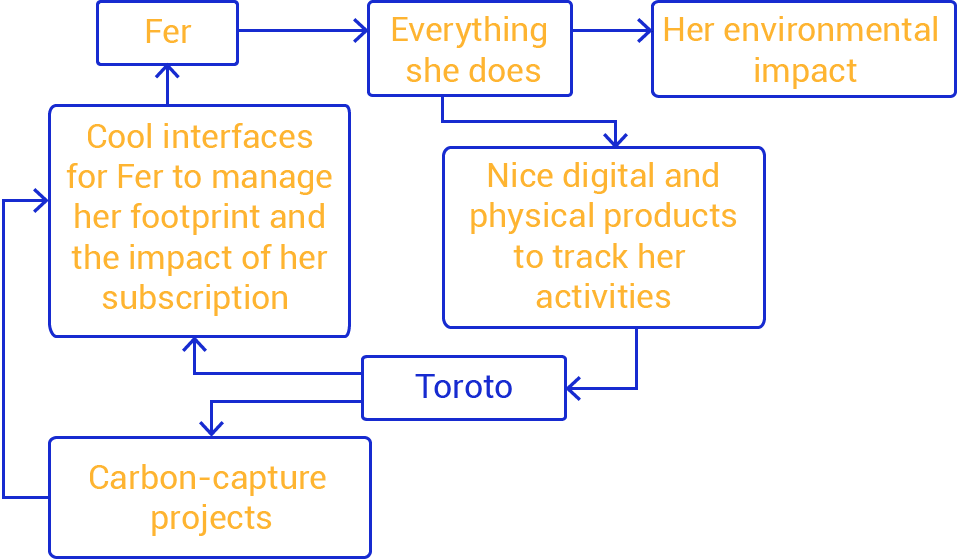 Fer
Everything
she does
Her environmental
impact
Cool interfaces
for Fer to manage
her footprint and
the impact of her
subscription
Nice digital and
physical products
to track her
activities
Toroto
Carbon-capture
projects